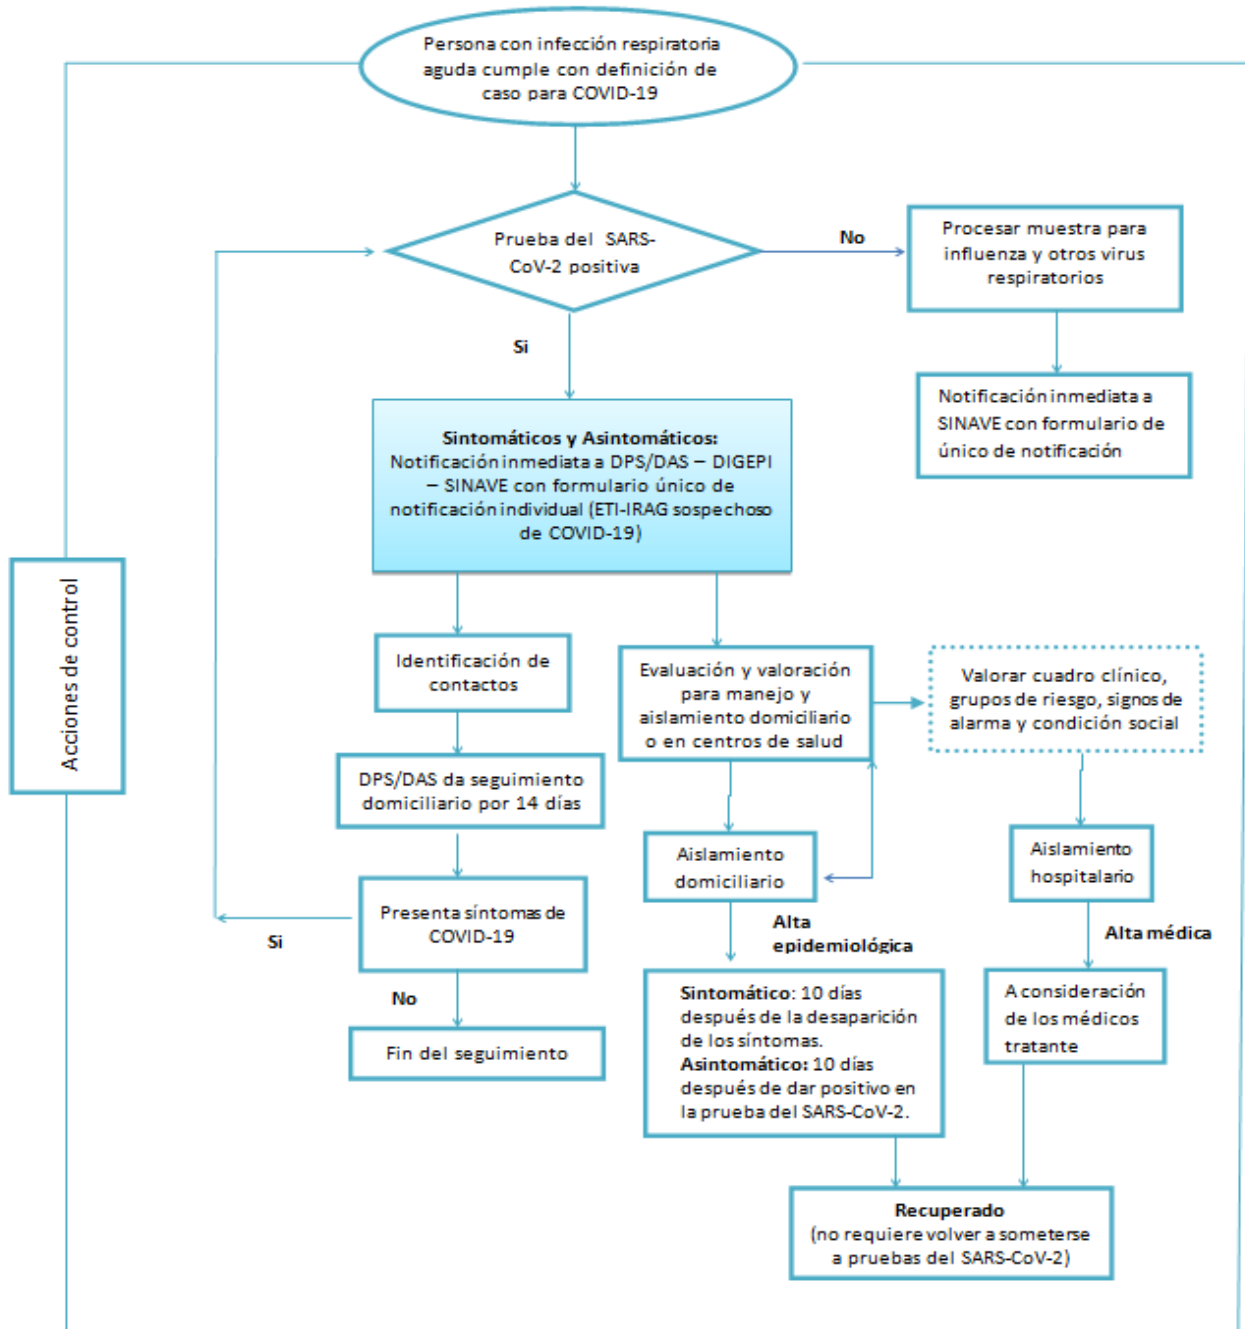 Persona con infección respiratoria
aguda cumple con definición de
caso para COVID-19
Prueba del SARS-
CoV-2 positiva
No
Procesar muestra para
influenza y otros virus
respiratorios
Notificación inmediata a
SINAVE con formulario de
único de notificación
Si
Sintomáticos y Asintomáticos:
Notificación inmediata a DPS/DAS – DIGEPI
– SINAVE con formulario único de
notificación individual (ETI-IRAG sospechoso
de COVID-19)
Acciones de control
Identificación de
contactos
DPS/DAS da seguimiento
domiciliario por 14 días
Presenta síntomas de
COVID-19
Si
No
Fin del seguimiento
Evaluación y valoración
para manejo y
aislamiento domiciliario
o en centros de salud
Valorar cuadro clínico,
grupos de riesgo, signos de
alarma y condición social
Aislamiento
domiciliario
Alta
epidemiológica
Sintomático: 10 días
después de la desaparición
de los síntomas.
Asintomático: 10 días
después de dar positivo en
la prueba del SARS-CoV-2.
Aislamiento
hospitalario
Alta médica
A consideración
de los médicos
tratante
Recuperado
(no requiere volver a someterse
a pruebas del SARS-CoV-2)